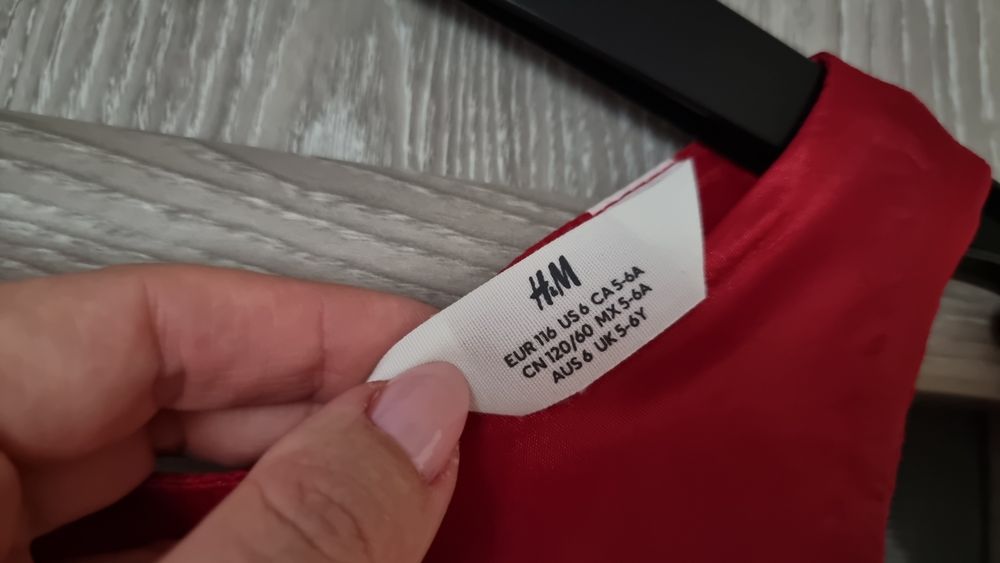 H&M
EUR 116 US 6 CA 5-6A
CN 120/60 MX 5-6A
AUS 6 UK 5-6Y